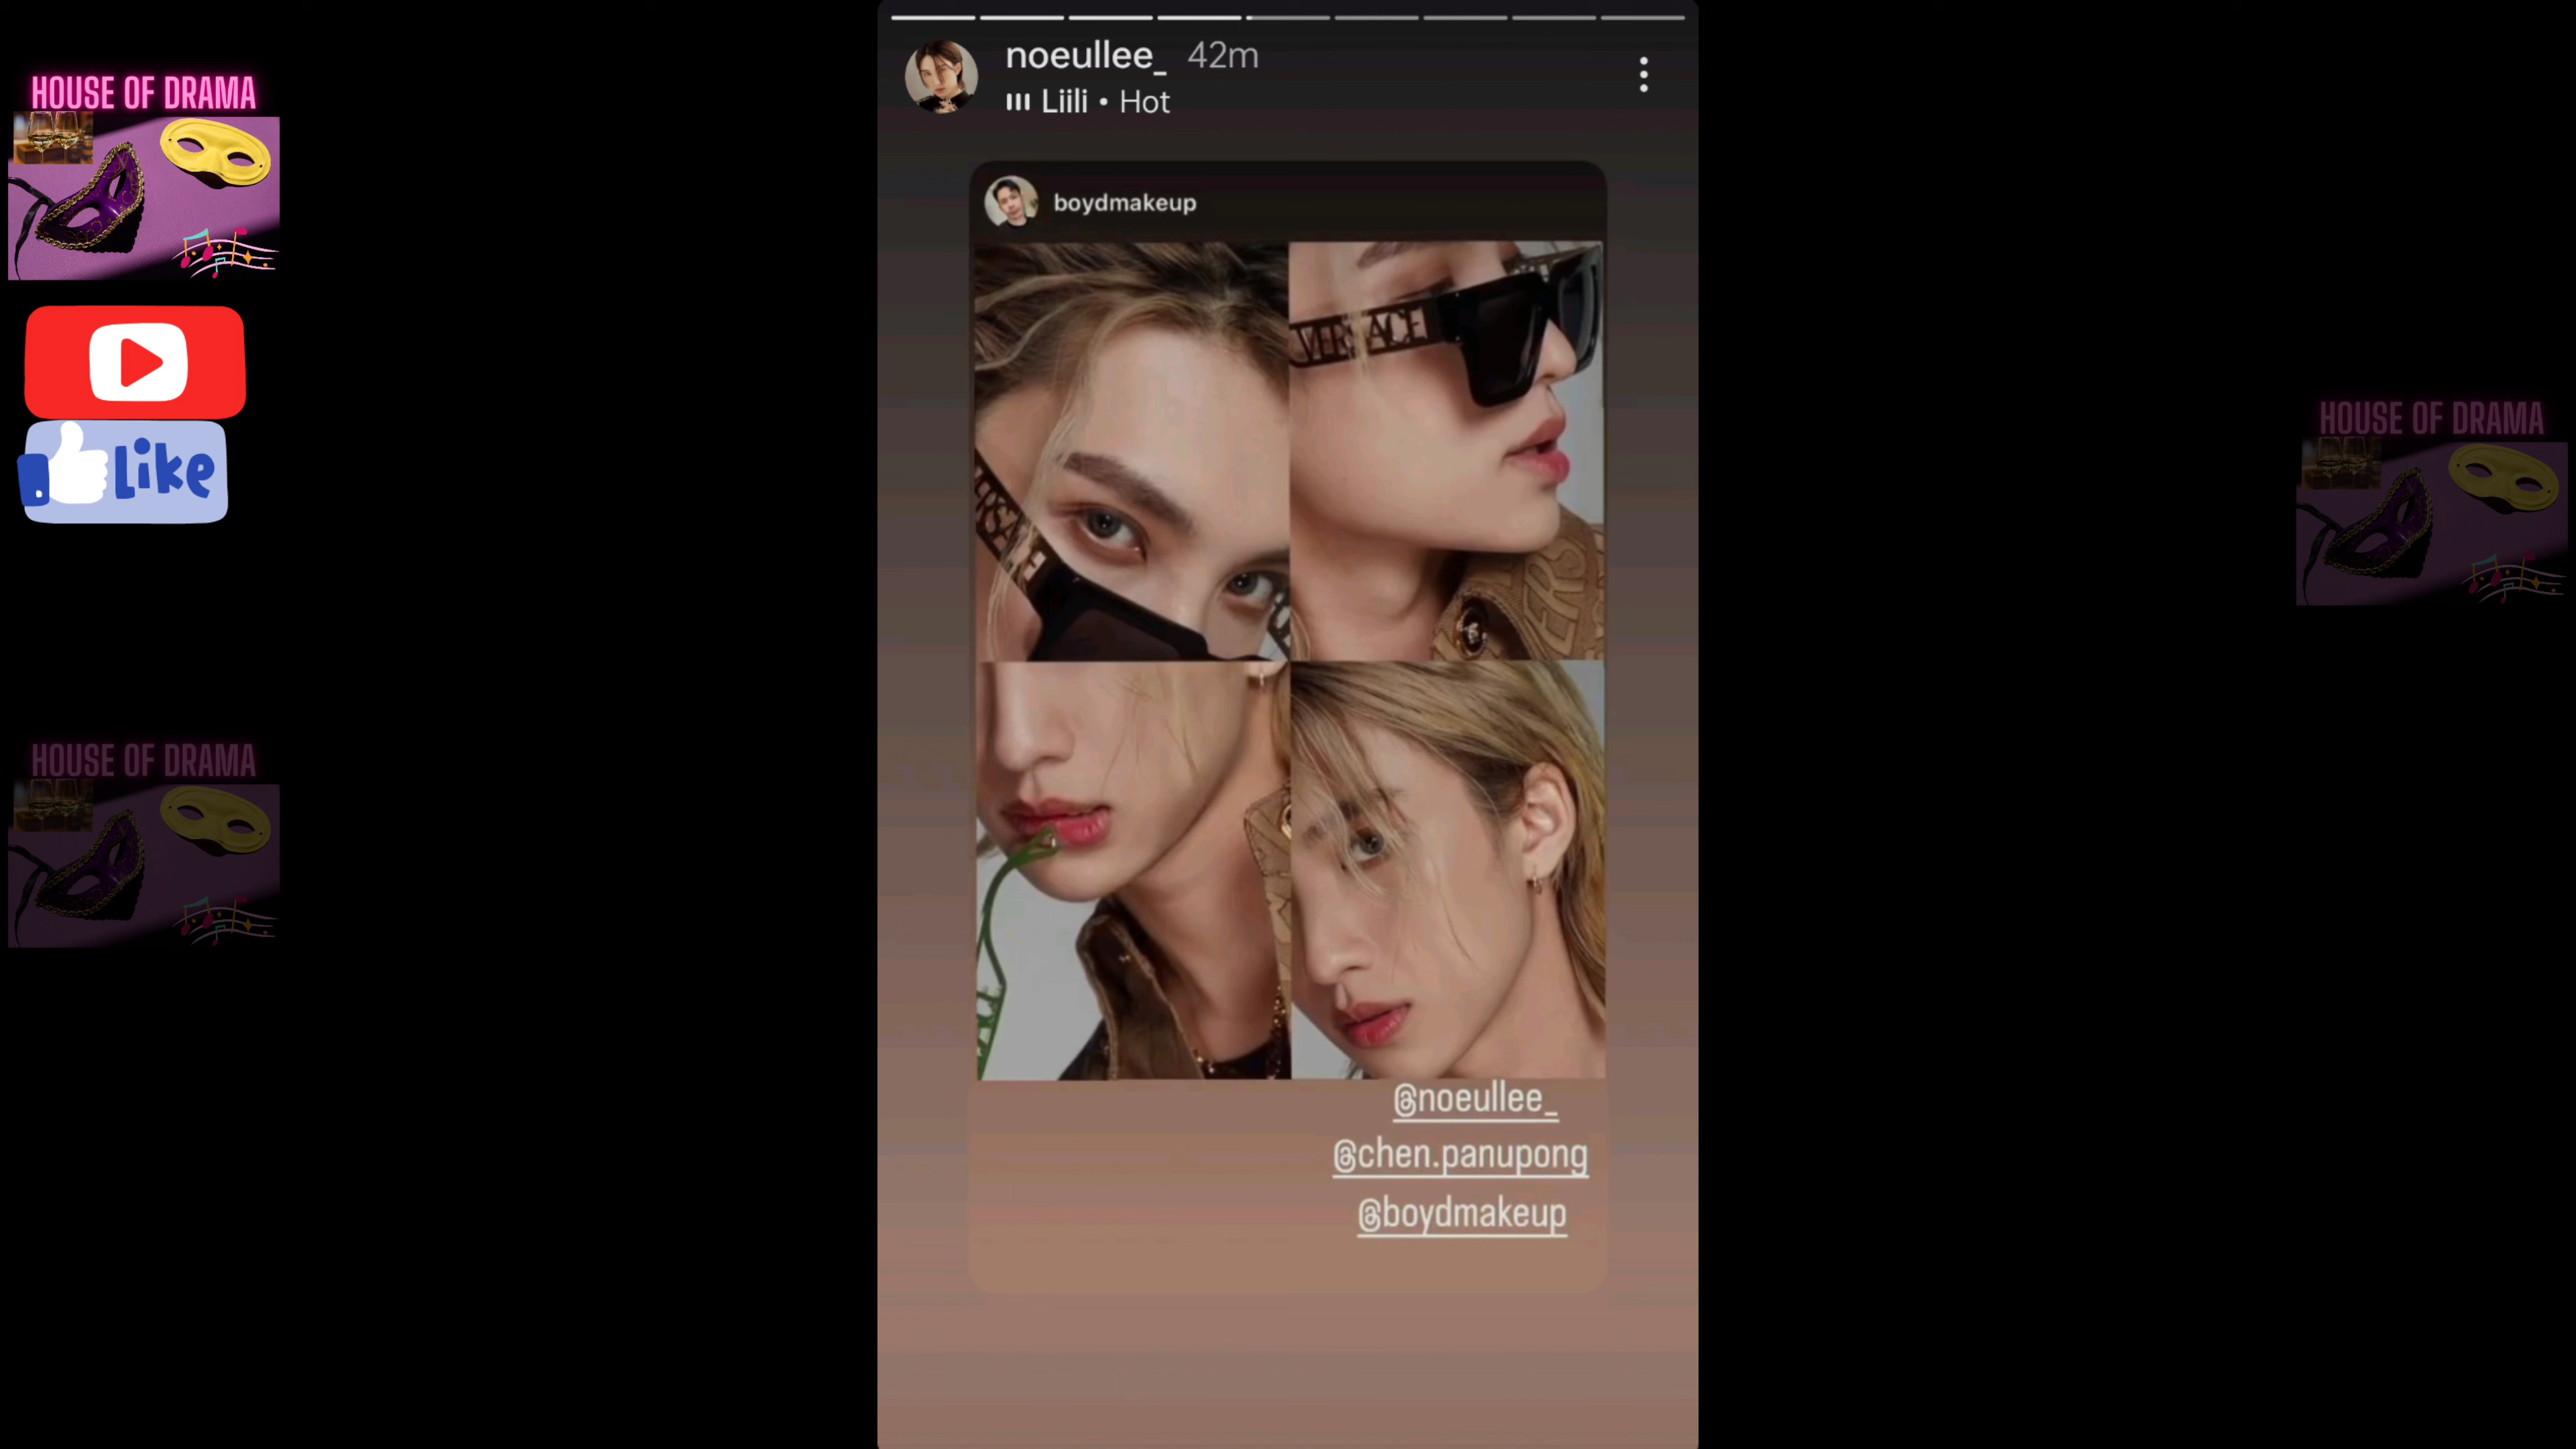 HOUSE OF DRAMA
Like
HOUSE OF DRAMA
noeullee_ 42m
Liili • Hot
boydmakeup
VERSACE
@noeullee_
@chen.panupong
@boydmakeup
HOUSE OF DRAMA